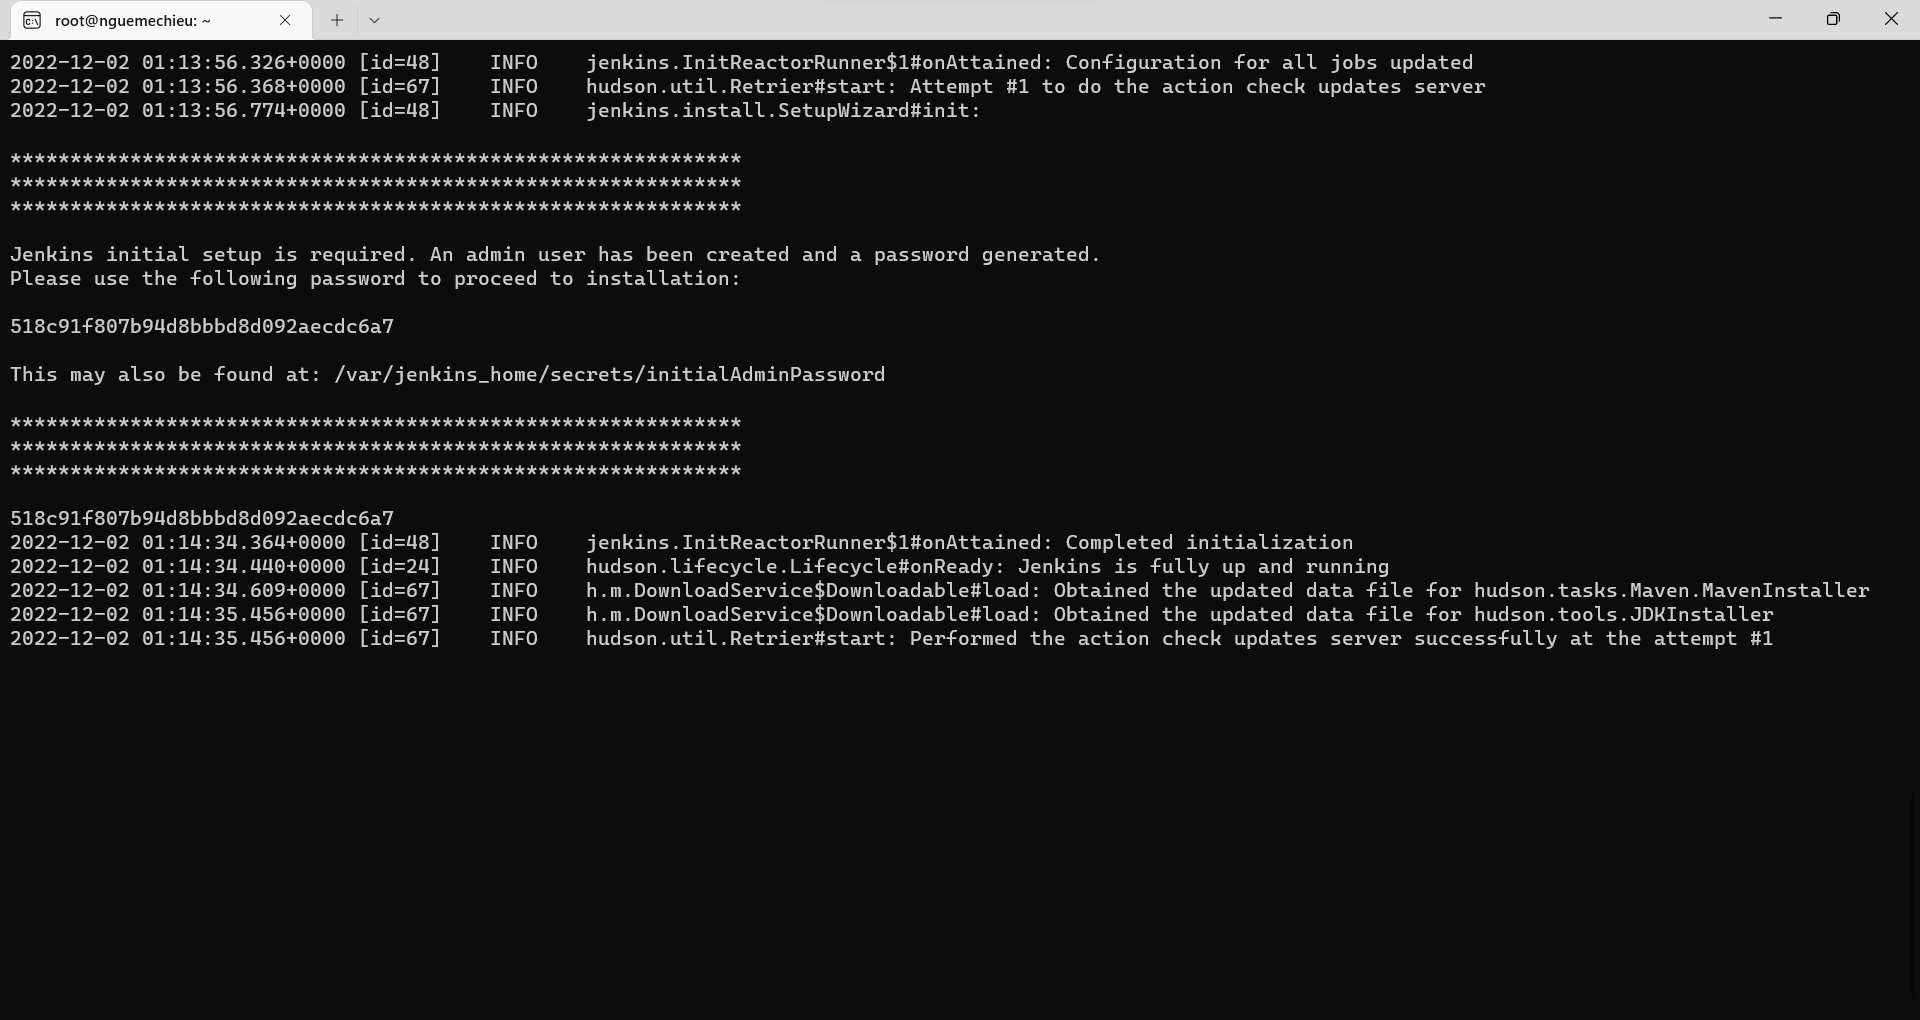 root@nguemechieu: ~
2022-12-02 01:13:56.326+0000 [id=48]    INFO    jenkins.InitReactorRunner$1#onAttained: Configuration for all jobs updated
2022-12-02 01:13:56.368+0000 [id=67]    INFO    hudson.util.Retrier#start: Attempt #1 to do the action check updates server
2022-12-02 01:13:56.774+0000 [id=48]    INFO    jenkins.install.SetupWizard#init:
*************************************************************
*************************************************************
*************************************************************
Jenkins initial setup is required. An admin user has been created and a password generated.
Please use the following password to proceed to installation:
518c91f807b94d8bbbd8d092aecdc6a7
This may also be found at: /var/jenkins_home/secrets/initialAdminPassword
*************************************************************
*************************************************************
*************************************************************
518c91f807b94d8bbbd8d092aecdc6a7
2022-12-02 01:14:34.364+0000 [id=48]    INFO    jenkins.InitReactorRunner$1#onAttained: Completed initialization
2022-12-02 01:14:34.440+0000 [id=24]    INFO    hudson.lifecycle.Lifecycle#onReady: Jenkins is fully up and running
2022-12-02 01:14:34.609+0000 [id=67]    INFO    h.m.DownloadService$Downloadable#load: Obtained the updated data file for hudson.tasks.Maven.MavenInstaller
2022-12-02 01:14:35.456+0000 [id=67]    INFO    h.m.DownloadService$Downloadable#load: Obtained the updated data file for hudson.tools.JDKInstaller
2022-12-02 01:14:35.456+0000 [id=67]    INFO    hudson.util.Retrier#start: Performed the action check updates server successfully at the attempt #1